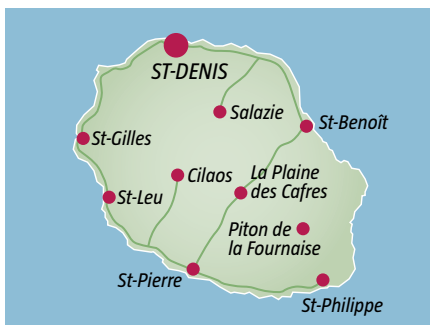 ST-DENIS
Salazie
St-Benoît
St-Gilles
Cilaos
La Plaine
des Cafres
St-Leu
Piton de
la Fournaise
St-Pierre
St-Philippe